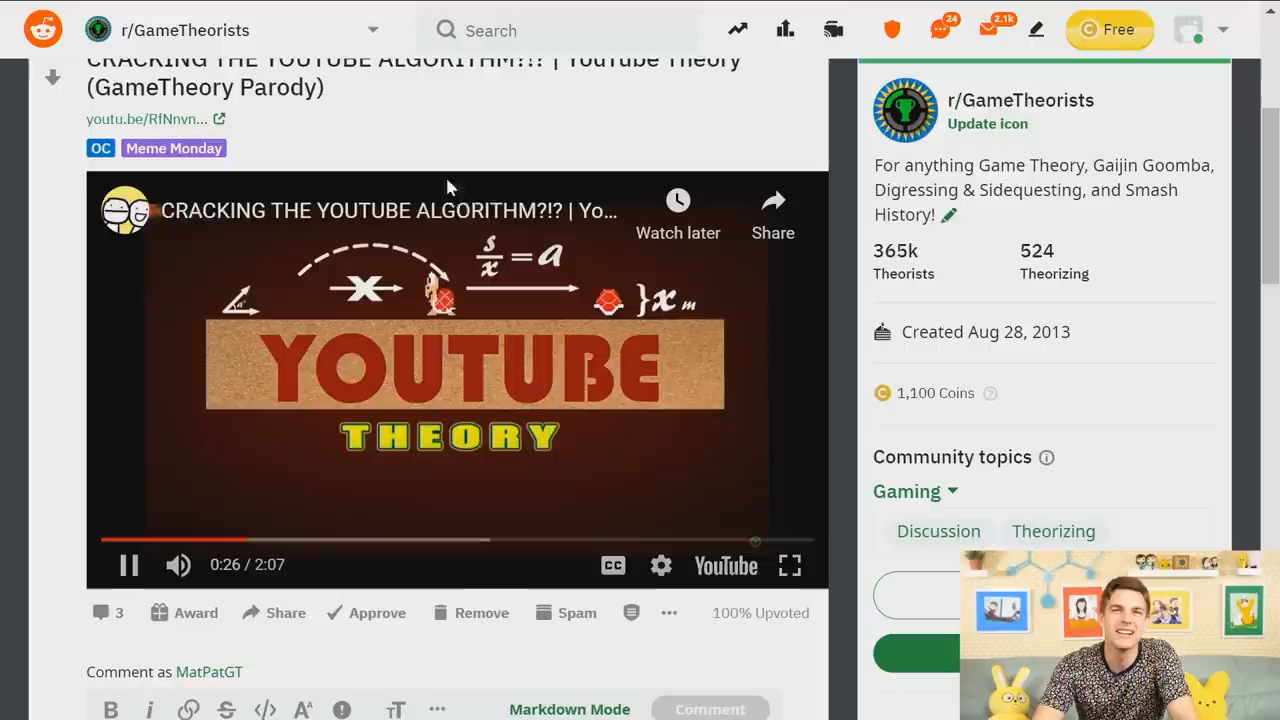 r/GameTheorists
Search
24
2.1k
Free
CRACKING THE YOUTUBE ALGORITHM?!? | YouTube Theory
(GameTheory Parody)
youtu.be/RfNnvn...
OC
Meme Monday
CRACKING THE YOUTUBE ALGORITHM?!? | Yo...
Watch later
Share
s/x = a
x
}x m
YOUTUBE
THEORY
0:26 / 2:07
CC
YouTube
3
Award
Share
Approve
Remove
Spam
100% Upvoted
Comment as MatPatGT
B
i
Markdown Mode
Comment
r/GameTheorists
Update icon
For anything Game Theory, Gaijin Goomba,
Digressing & Sidequesting, and Smash
History!
365k
524
Theorists
Theorizing
Created Aug 28, 2013
1,100 Coins
Community topics
Gaming
Discussion
Theorizing